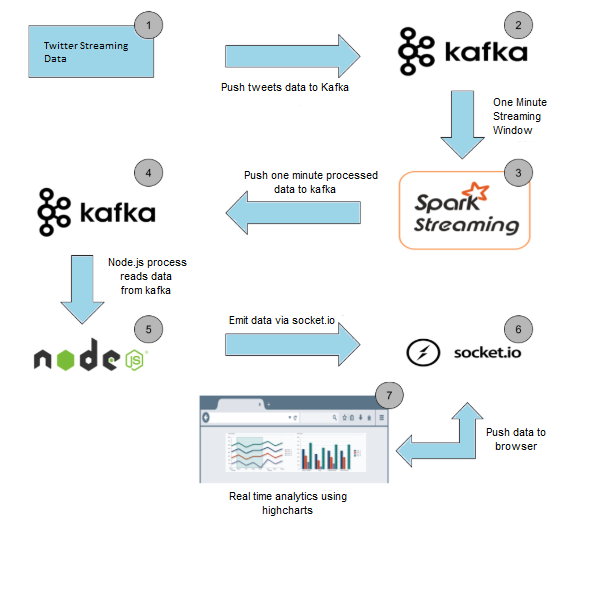 1
Twitter Streaming
Data
Push tweets data to Kafka
2
kafka
One Minute
Streaming
Window
3
Spark
Streaming
Push one minute processed
data to kafka
4
kafka
Node.js process
reads data
from kafka
5
node
JS
Emit data via socket.io
6
socket.io
Push data to
browser
7
Real time analytics using
highcharts